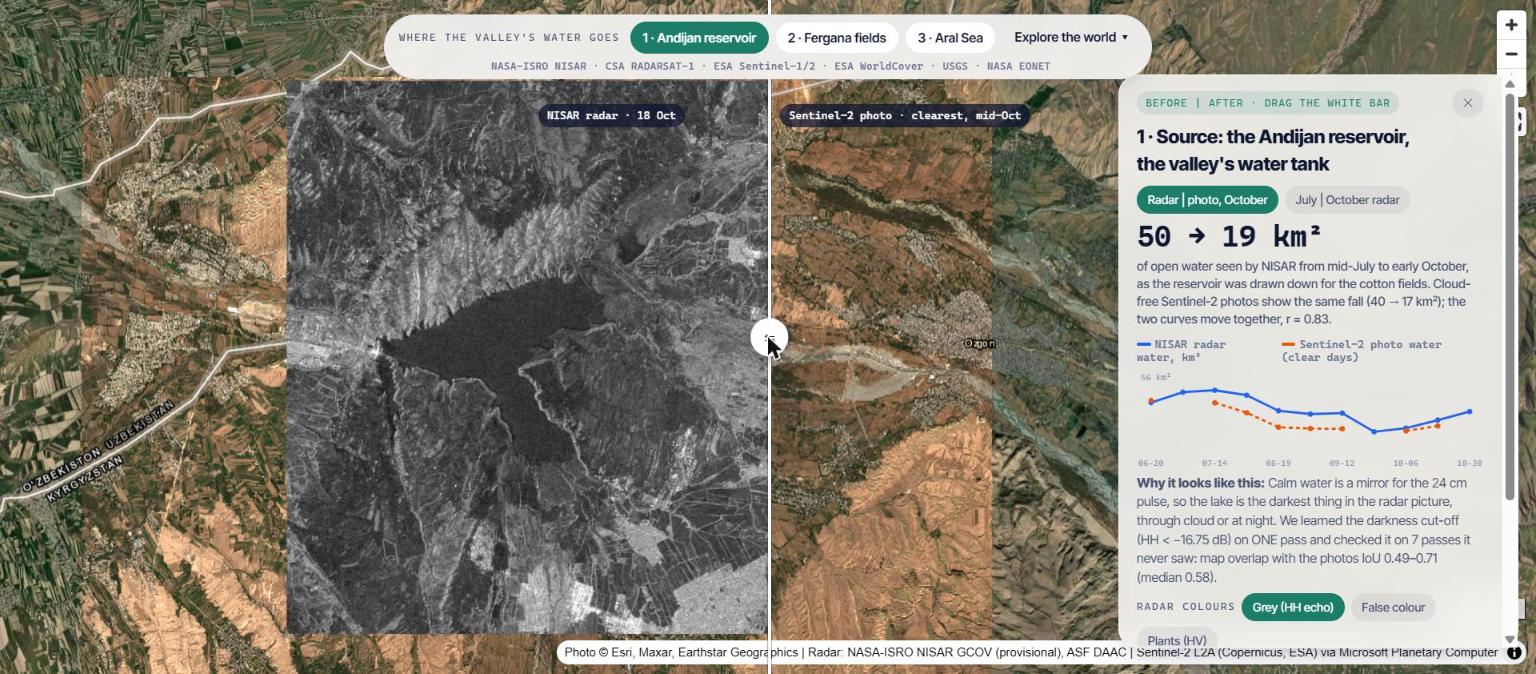 WHERE THE VALLEY'S WATER GOES
1 · Andijan reservoir
2 · Fergana fields
3 · Aral Sea
Explore the world ▾
NASA-ISRO NISAR · CSA RADARSAT-1 · ESA Sentinel-1/2 · ESA WorldCover · USGS · NASA EONET
NISAR radar · 18 Oct
Sentinel-2 photo · clearest, mid-Oct
O'ZBEKISTON UZBEKISTAN
KYRGYZSTAN
Ozgon
BEFORE | AFTER · DRAG THE WHITE BAR
1 · Source: the Andijan reservoir,
the valley's water tank
Radar | photo, October
July | October radar
50 → 19 km²
of open water seen by NISAR from mid-July to early October,
as the reservoir was drawn down for the cotton fields. Cloud-
free Sentinel-2 photos show the same fall (40 → 17 km²); the
two curves move together, r = 0.83.
NISAR radar
water, km²
Sentinel-2 photo water
(clear days)
56 km²
06-20 07-14 08-19 09-12 10-06 10-30
Why it looks like this: Calm water is a mirror for the 24 cm
pulse, so the lake is the darkest thing in the radar picture,
through cloud or at night. We learned the darkness cut-off
(HH < −16.75 dB) on ONE pass and checked it on 7 passes it
never saw: map overlap with the photos IoU 0.49–0.71
(median 0.58).
RADAR COLOURS
Grey (HH echo)
False colour
Plants (HV)
Photo © Esri, Maxar, Earthstar Geographics | Radar: NASA-ISRO NISAR GCOV (provisional), ASF DAAC | Sentinel-2 L2A (Copernicus, ESA) via Microsoft Planetary Computer